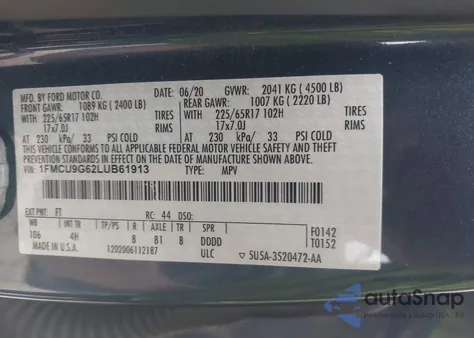 MFD. BY FORD MOTOR CO. 06/20 GVWR: 2041 KG ( 4500 LB)
FRONT GAWR: 1089 KG ( 2400 LB) REAR GAWR: 1007 KG ( 2220 LB)
WITH 225/65R17 102H TIRES WITH 225/65R17 102H TIRES
17x7.0J RIMS 17x7.0J RIMS
AT 230 kPa/ 33 PSI COLD AT 230 kPa/ 33 PSI COLD
THIS VEHICLE CONFORMS TO ALL APPLICABLE FEDERAL MOTOR VEHICLE
SAFETY AND THEFT PREVENTION STANDARDS IN EFFECT ON THE DATE OF
MANUFACTURE SHOWN ABOVE.
VIN: 1FMCU9G62LUB61913 TYPE: MPV
EXT PNT: FT RC: 44 DSO:
WB TR TP/PS R AXLE SPR F0142
106 4H 8 81 8 DDDD T0152
MADE IN U.S.A. 1202006112187 ULC 5U5A-3520472-AA
autoSnap